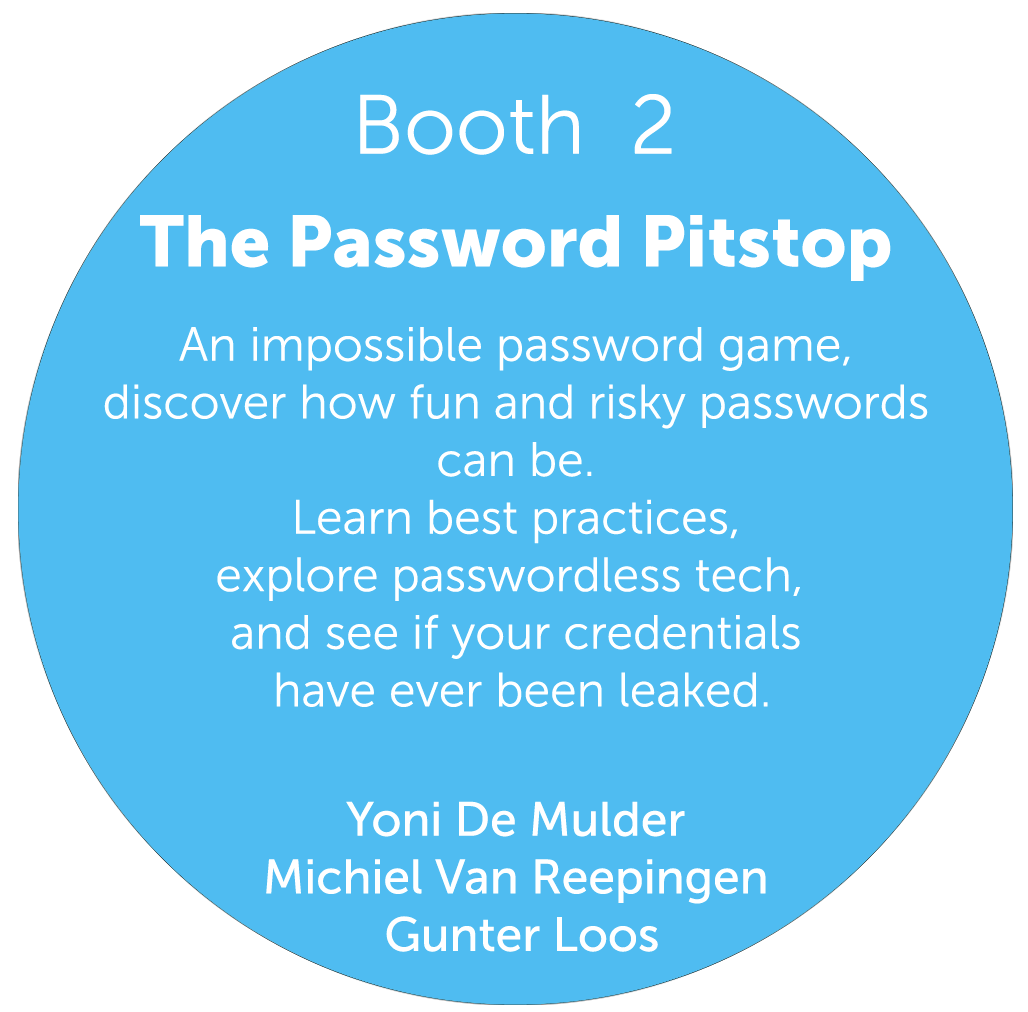 Booth 2
The Password Pitstop
An impossible password game,
discover how fun and risky passwords
can be.
Learn best practices,
explore passwordless tech,
and see if your credentials
have ever been leaked.
Yoni De Mulder
Michiel Van Reepingen
Gunter Loos